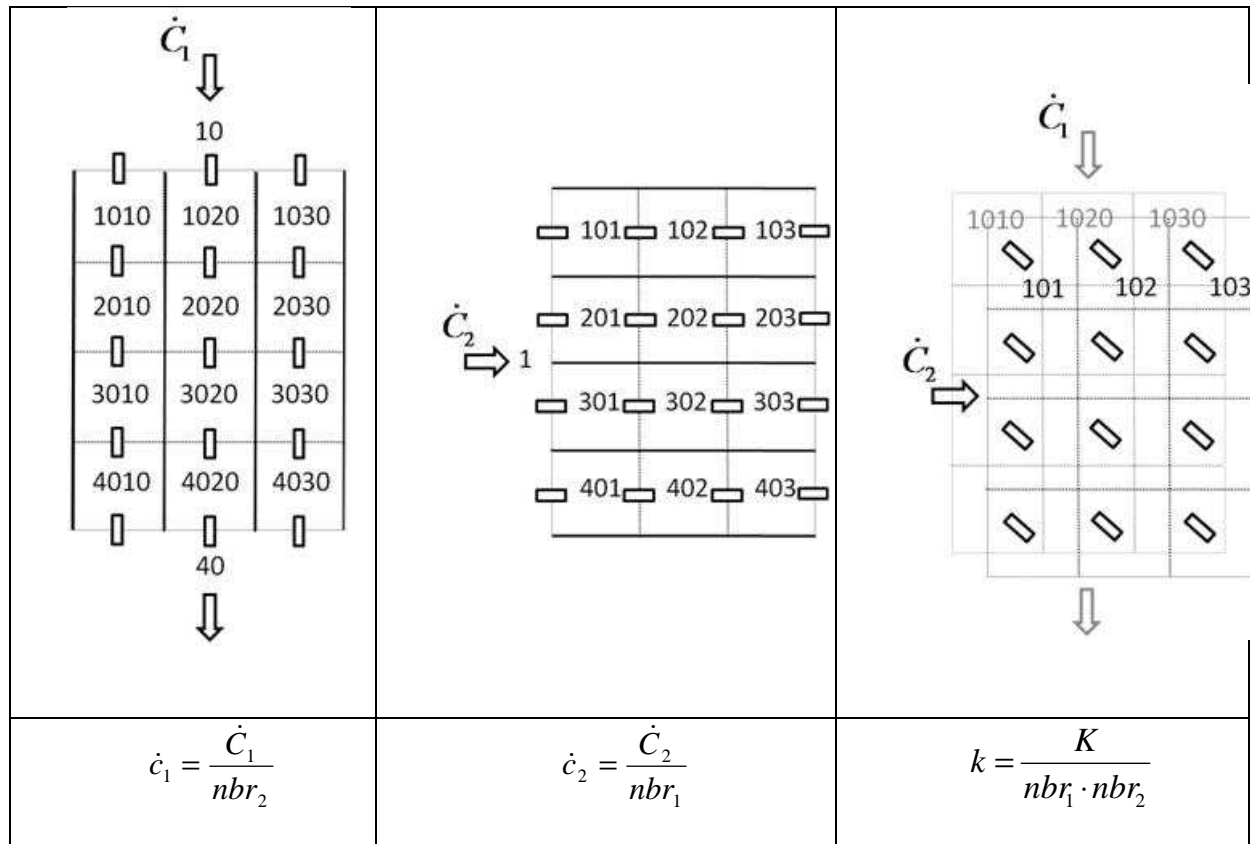 Ċ₁
10
1010 1020 1030
2010 2020 2030
3010 3020 3030
4010 4020 4030
40
101 102 103
Ċ₂
201 202 203
1
301 302 303
401 402 403
Ċ₁
1010 1020 1030
101 102 103
Ċ₂
ċ₁ = Ċ₁ / nbr₂
ċ₂ = Ċ₂ / nbr₁
k = K / nbr₁ · nbr₂